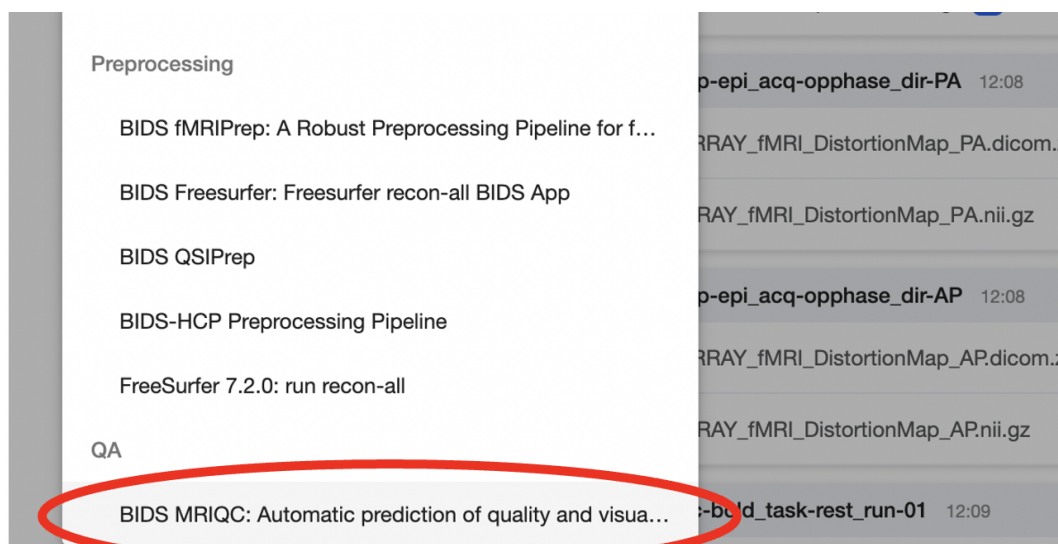 Preprocessing
BIDS fMRIPrep: A Robust Preprocessing Pipeline for f...
BIDS Freesurfer: Freesurfer recon-all BIDS App
BIDS QSIPrep
BIDS-HCP Preprocessing Pipeline
FreeSurfer 7.2.0: run recon-all
QA
BIDS MRIQC: Automatic prediction of quality and visua...
p-epi_acq-opphase_dir-PA 12:08
RRAY_fMRI_DistortionMap_PA.dicom.
RAY_fMRI_DistortionMap_PA.nii.gz
p-epi_acq-opphase_dir-AP 12:08
RRAY_fMRI_DistortionMap_AP.dicom.z
RAY_fMRI_DistortionMap_AP.nii.gz
c-bold_task-rest_run-01 12:09